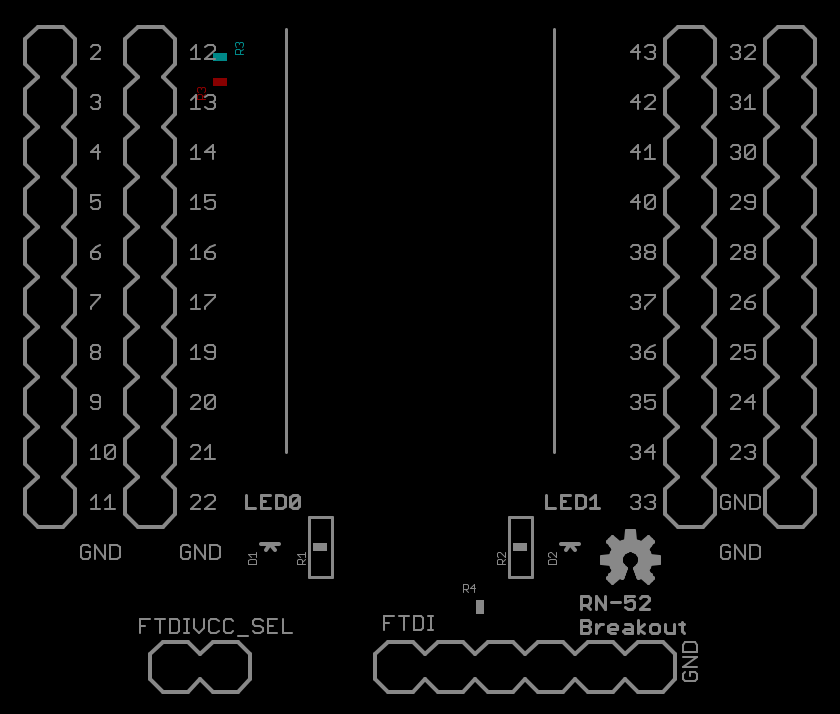 2 12 R3 43 32
3 13 42 31
4 14 41 30
5 15 40 29
6 16 38 28
7 17 37 26
8 19 36 25
9 20 35 24
10 21 34 23
11 22 LED0 LED1 33 GND
GND GND D1 R1 R2 D2 GND
R4
RN-52
Breakout
FTDIVCC_SEL FTDI
GND